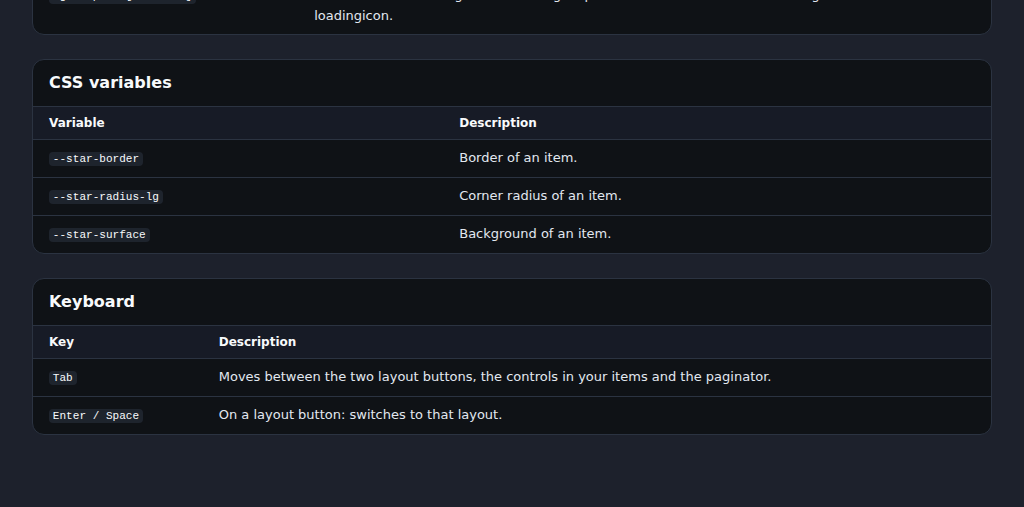 loadingicon.
CSS variables
Variable Description
--star-border Border of an item.
--star-radius-lg Corner radius of an item.
--star-surface Background of an item.
Keyboard
Key Description
Tab Moves between the two layout buttons, the controls in your items and the paginator.
Enter / Space On a layout button: switches to that layout.